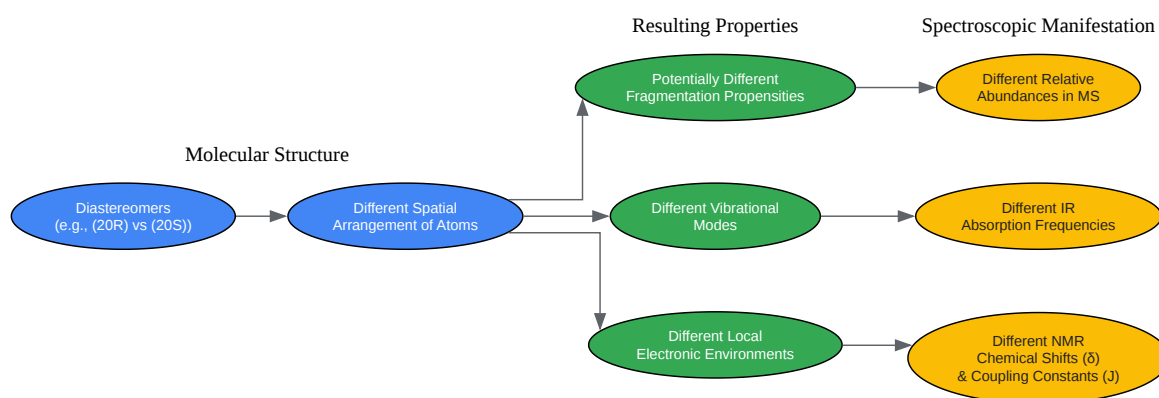 Resulting Properties
Spectroscopic Manifestation
Potentially Different
Fragmentation Propensities
Different Relative
Abundances in MS
Molecular Structure
Diastereomers
(e.g., (20R) vs (20S))
Different Spatial
Arrangement of Atoms
Different Vibrational
Modes
Different IR
Absorption Frequencies
Different Local
Electronic Environments
Different NMR
Chemical Shifts (δ)
& Coupling Constants (J)